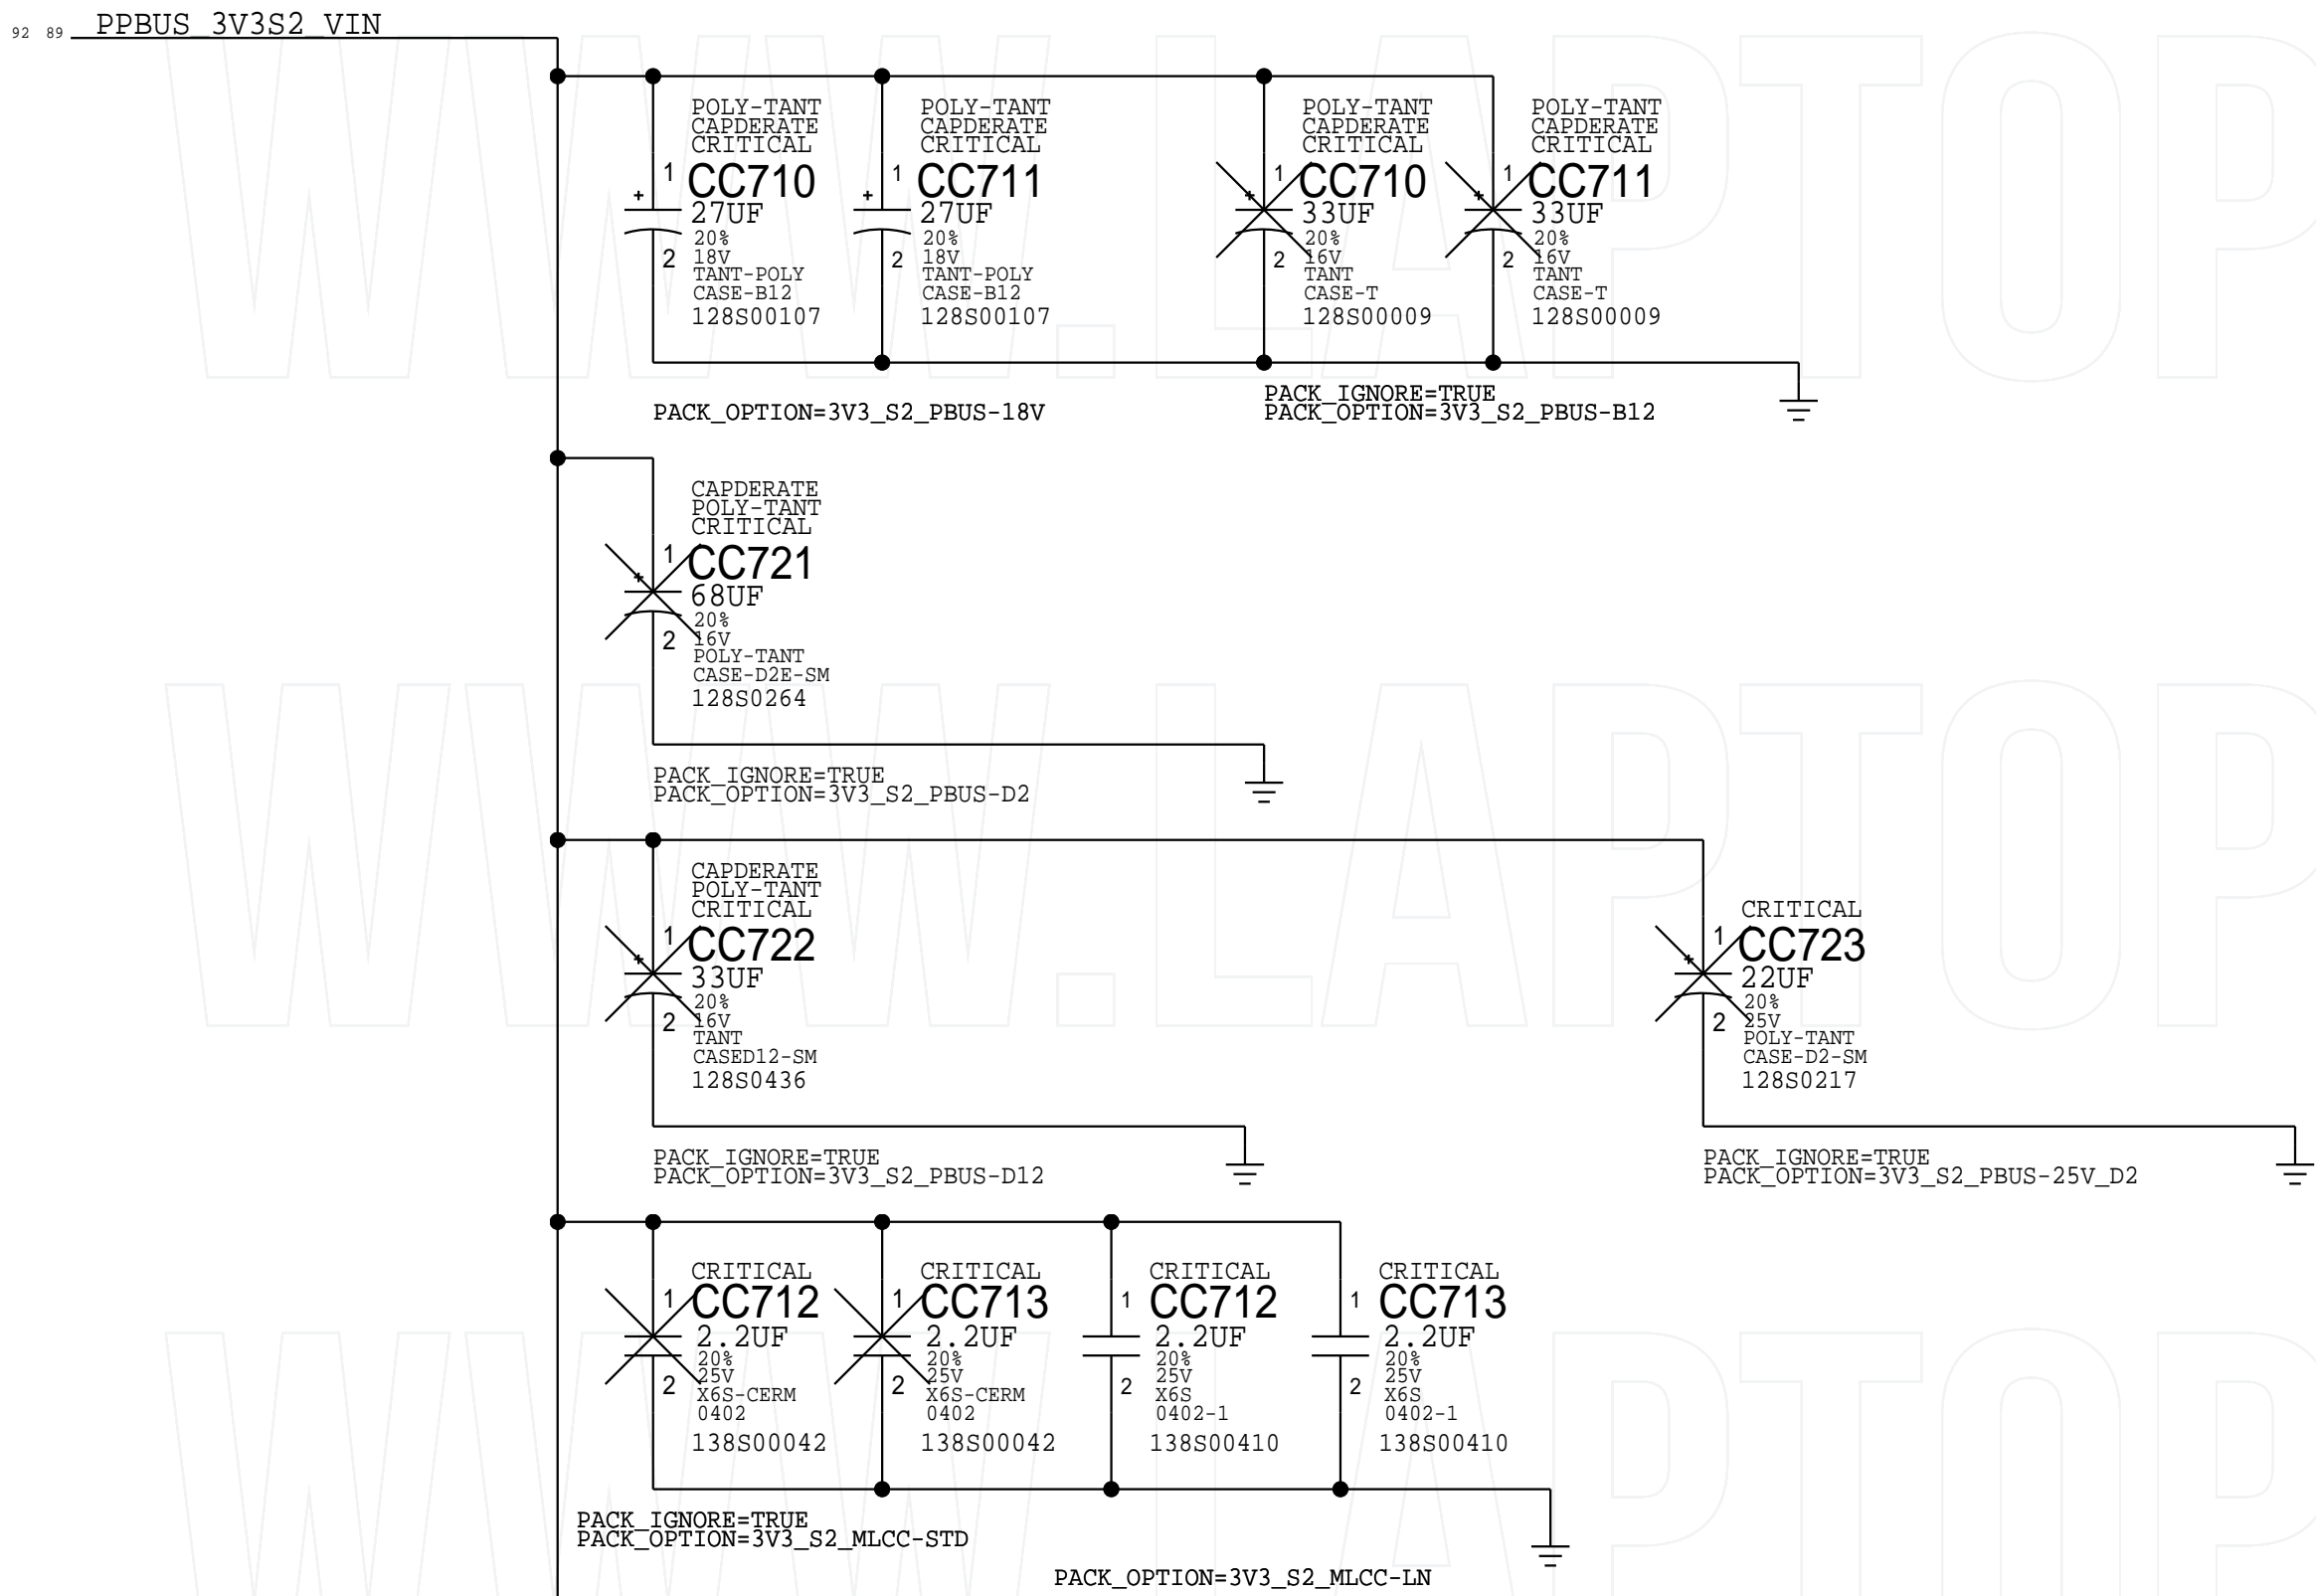 92 89 PPBUS_3V3S2_VIN
POLY-TANT
CAPDERATE
CRITICAL
1
CC710
+
27UF
20%
2
18V
TANT-POLY
CASE-B12
128S00107
POLY-TANT
CAPDERATE
CRITICAL
1
CC711
+
27UF
20%
2
18V
TANT-POLY
CASE-B12
128S00107
PACK_OPTION=3V3_S2_PBUS-18V
POLY-TANT
CAPDERATE
CRITICAL
1
CC710
+
33UF
20%
2
16V
TANT
CASE-T
128S00009
POLY-TANT
CAPDERATE
CRITICAL
1
CC711
+
33UF
20%
2
16V
TANT
CASE-T
128S00009
PACK_IGNORE=TRUE
PACK_OPTION=3V3_S2_PBUS-B12
CAPDERATE
POLY-TANT
CRITICAL
1
CC721
+
68UF
20%
2
16V
POLY-TANT
CASE-D2E-SM
128S0264
PACK_IGNORE=TRUE
PACK_OPTION=3V3_S2_PBUS-D2
CAPDERATE
POLY-TANT
CRITICAL
1
CC722
+
33UF
20%
2
16V
TANT
CASED12-SM
128S0436
PACK_IGNORE=TRUE
PACK_OPTION=3V3_S2_PBUS-D12
CRITICAL
1
CC723
+
22UF
20%
2
25V
POLY-TANT
CASE-D2-SM
128S0217
PACK_IGNORE=TRUE
PACK_OPTION=3V3_S2_PBUS-25V_D2
CRITICAL
1
CC712
2.2UF
20%
25V
2
X6S-CERM
0402
138S00042
CRITICAL
1
CC713
2.2UF
20%
25V
2
X6S-CERM
0402
138S00042
PACK_IGNORE=TRUE
PACK_OPTION=3V3_S2_MLCC-STD
CRITICAL
1
CC712
2.2UF
20%
25V
2
X6S
0402-1
138S00410
CRITICAL
1
CC713
2.2UF
20%
25V
2
X6S
0402-1
138S00410
PACK_OPTION=3V3_S2_MLCC-LN
WWW.LAPTOP
WWW.LAPTOP
WWW.LAPTOP